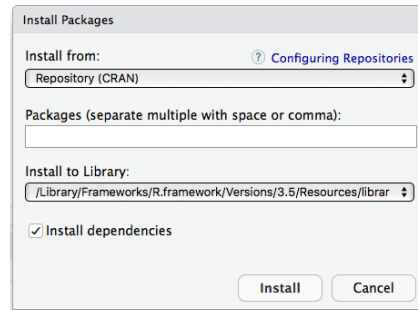 Install Packages
Install from:
? Configuring Repositories
Repository (CRAN)
Packages (separate multiple with space or comma):
Install to Library:
/Library/Frameworks/R.framework/Versions/3.5/Resources/librar
Install dependencies
Install
Cancel